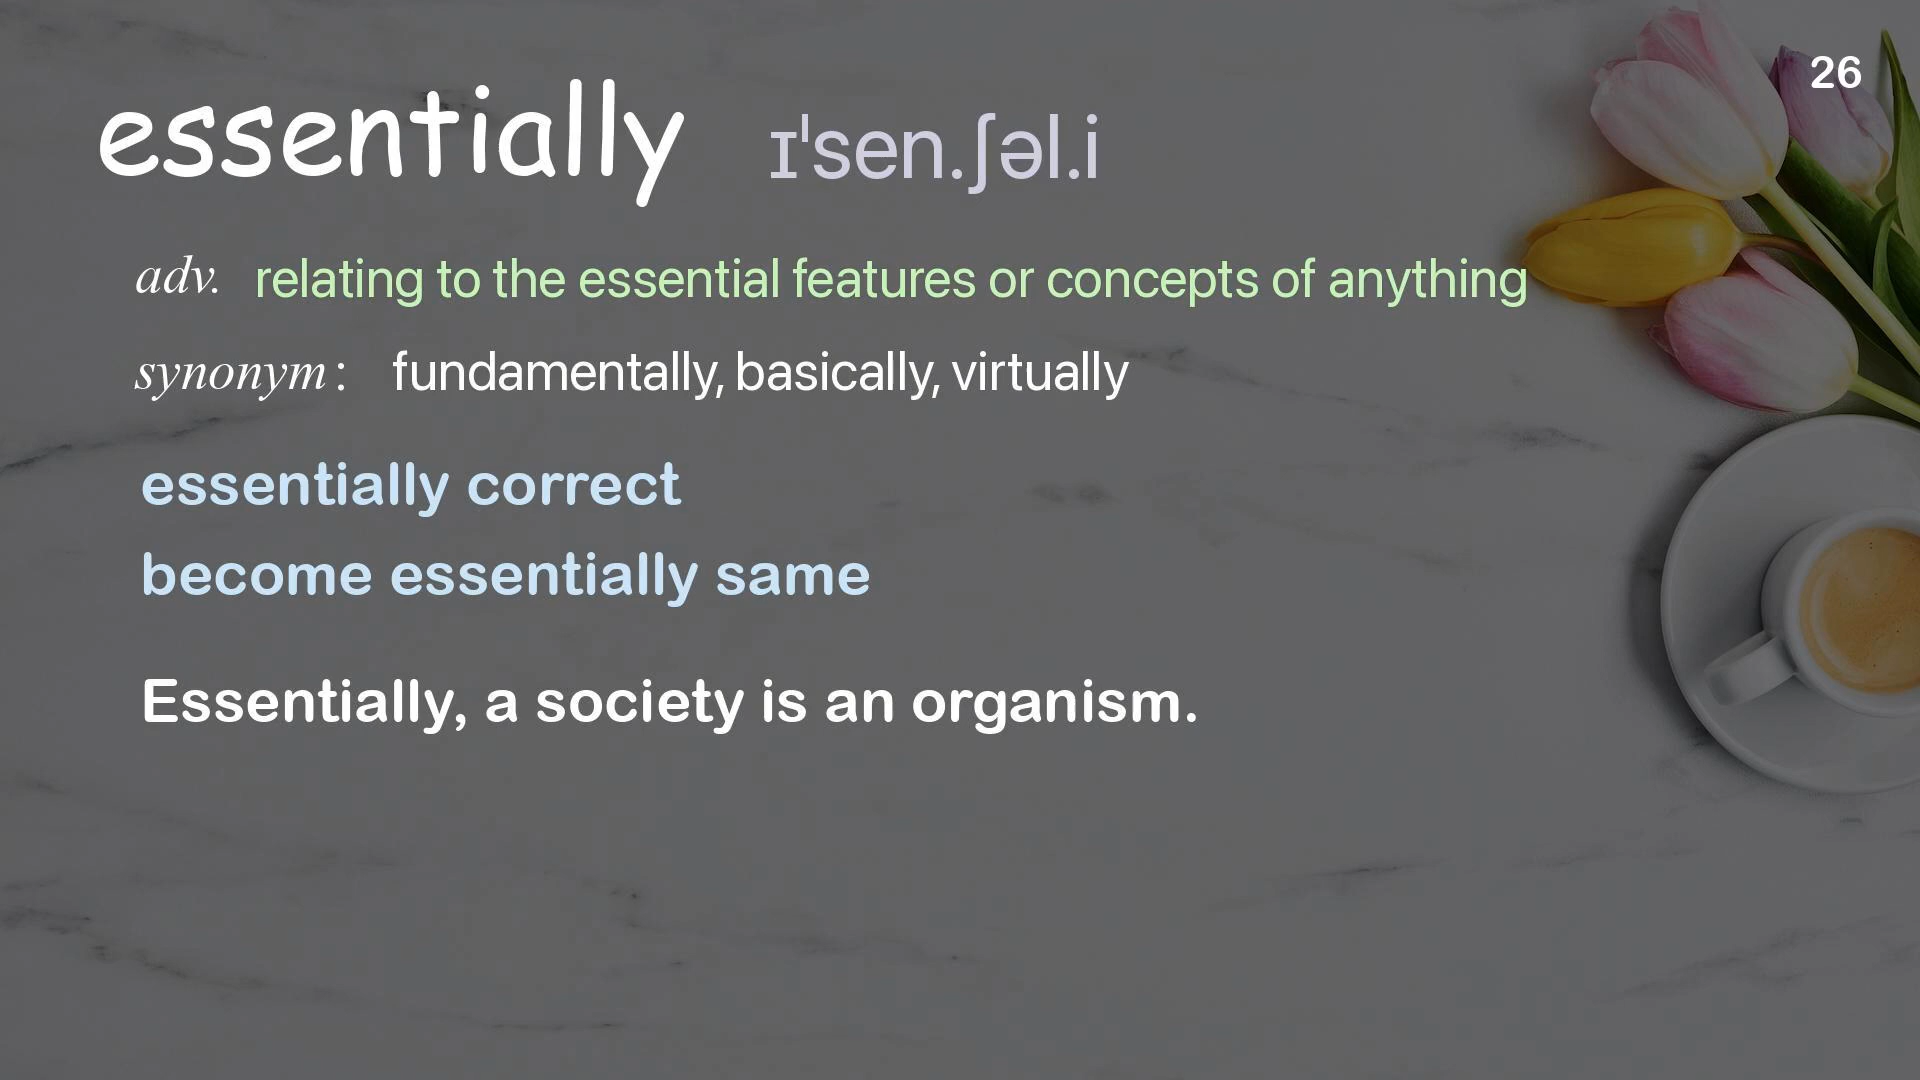 26
essentially ɪˈsen.ʃəl.i
adv. relating to the essential features or concepts of anything
synonym : fundamentally, basically, virtually
essentially correct
become essentially same
Essentially, a society is an organism.